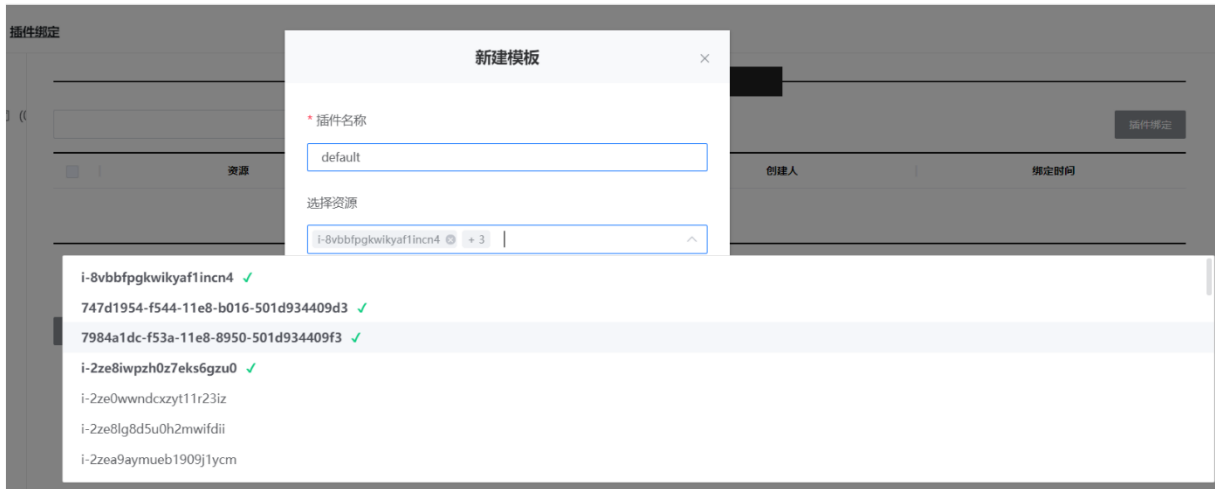 插件绑定
新建模板
×
* 插件名称
default
插件绑定
资源
创建人
绑定时间
选择资源
i-8vbbfpgkwikyaf1incn4 + 3
i-8vbbfpgkwikyaf1incn4 ✓
747d1954-f544-11e8-b016-501d934409d3 ✓
7984a1dc-f53a-11e8-8950-501d934409f3 ✓
i-2ze8iwpzh0z7eks6gzu0 ✓
i-2ze0wwndcxzyt11r23iz
i-2ze8lg8d5u0h2mwifdii
i-2zea9aymueb1909j1ycm